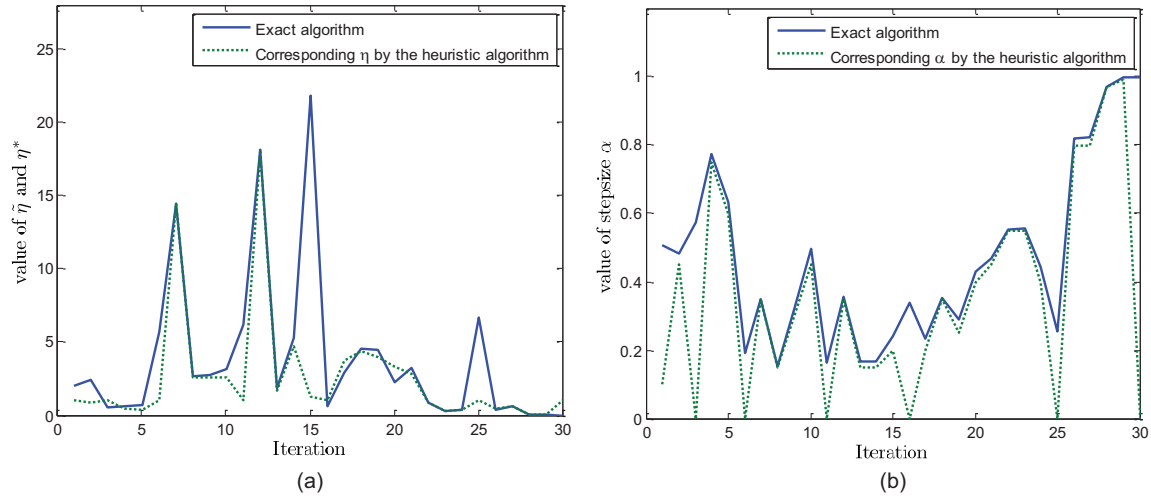 Exact algorithm
Corresponding η by the heuristic algorithm
25
20
15
10
5
0
value of η̃ and η*
0 5 10 15 20 25 30
Iteration
(a)
Exact algorithm
Corresponding α by the heuristic algorithm
1
0.8
0.6
0.4
0.2
0
value of stepsize α
0 5 10 15 20 25 30
Iteration
(b)